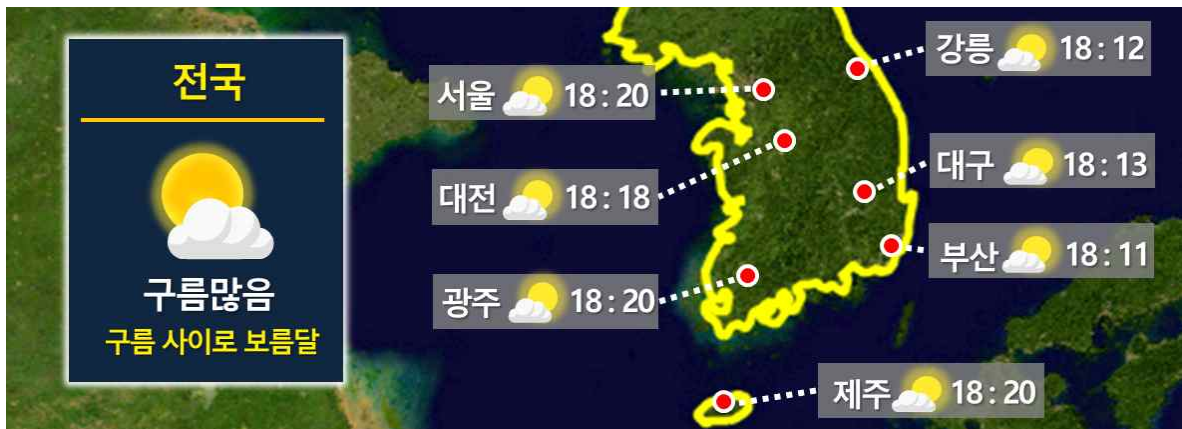 전국
구름많음
구름 사이로 보름달
강릉 18 : 12
서울 18 : 20
대구 18 : 13
대전 18 : 18
부산 18 : 11
광주 18 : 20
제주 18 : 20